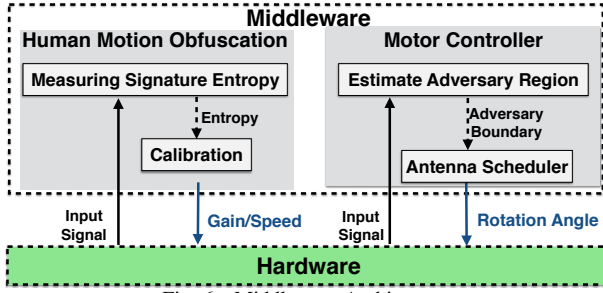 Middleware
Human Motion Obfuscation
Motor Controller
Measuring Signature Entropy
Estimate Adversary Region
Entropy
Adversary
Boundary
Calibration
Antenna Scheduler
Input
Signal
Gain/Speed
Input
Signal
Rotation Angle
Hardware